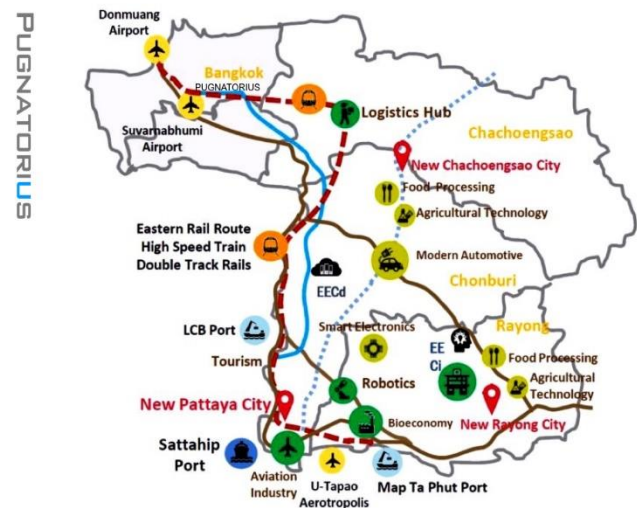 PUGNATORIUS
Donmuang
Airport
Bangkok
PUGNATORIUS
Suvarnabhumi
Airport
Logistics Hub
Chachoengsao
New Chachoengsao City
Food Processing
Agricultural Technology
Eastern Rail Route
High Speed Train
Double Track Rails
Modern Automotive
EECd
Chonburi
LCB Port
Smart Electronics
Rayong
EE
Ci
Tourism
Food Processing
Robotics
Agricultural
Technology
New Pattaya City
Bioeconomy
New Rayong City
Sattahip
Port
Aviation
Industry
U-Tapao
Aerotropolis
Map Ta Phut Port